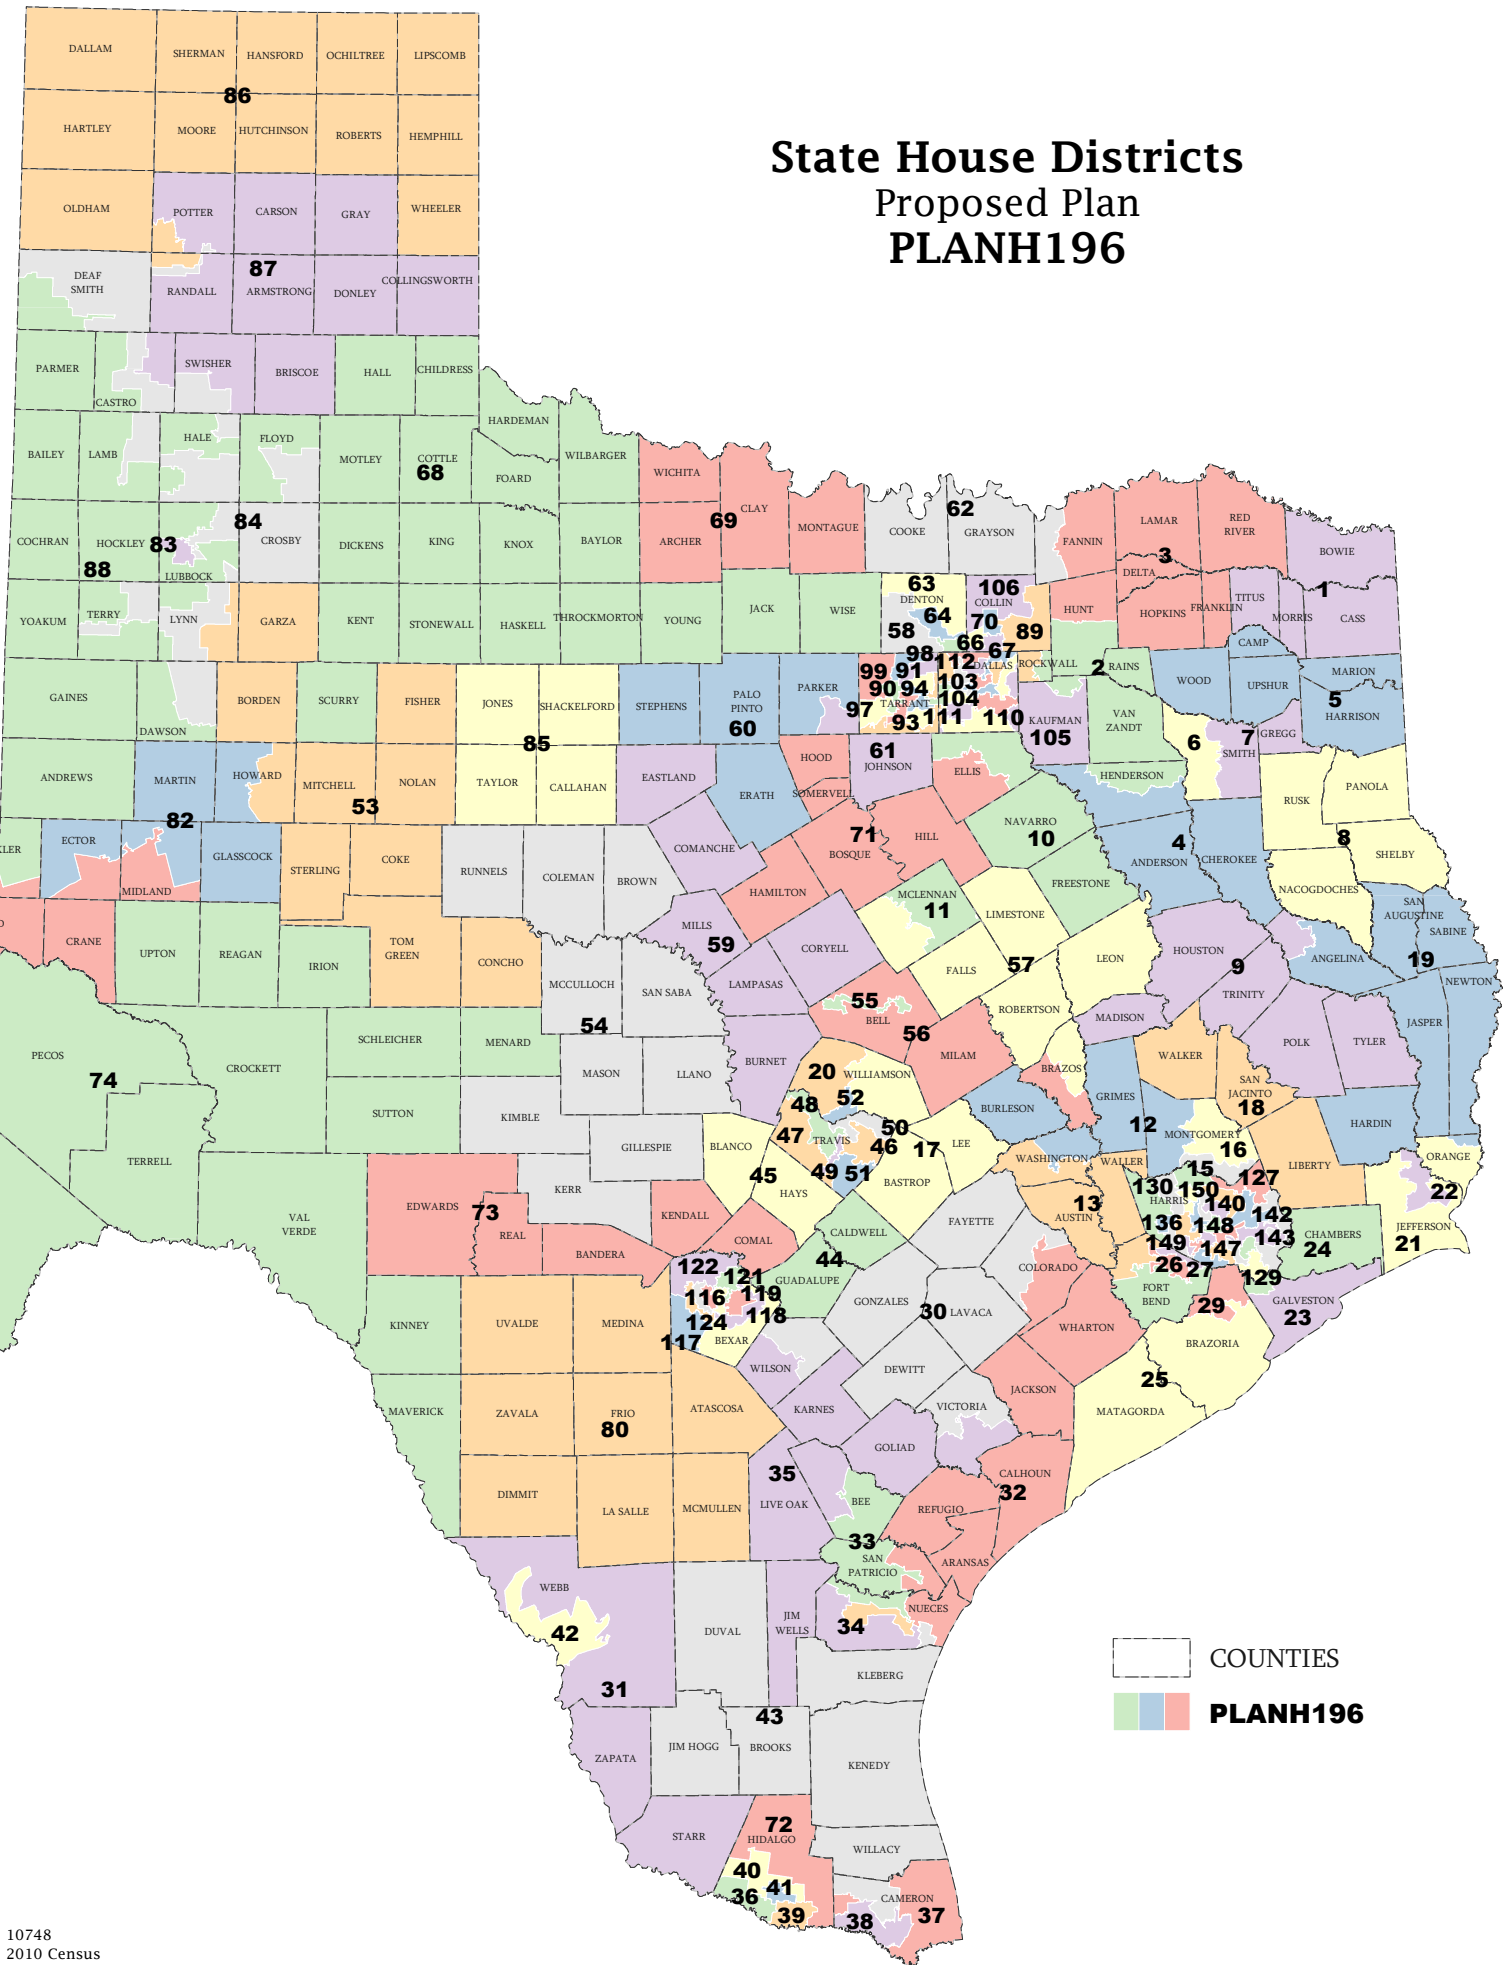 State House Districts
Proposed Plan
PLANH196
DALLAM
SHERMAN
HANSFORD
OCHILTREE
LIPSCOMB
86
HARTLEY
MOORE
HUTCHINSON
ROBERTS
HEMPHILL
OLDHAM
POTTER
CARSON
GRAY
WHEELER
DEAF
SMITH
87
RANDALL
ARMSTRONG
DONLEY
COLLINGSWORTH
PARMER
CASTRO
SWISHER
BRISCOE
HALL
CHILDRESS
HARDEMAN
BAILEY
LAMB
HALE
FLOYD
MOTLEY
COTTLE
68
FOARD
WILBARGER
WICHITA
CLAY
69
MONTAGUE
COOKE
62
GRAYSON
FANNIN
LAMAR
RED
RIVER
3
BOWIE
COCHRAN
HOCKLEY
88
83
84
LUBBOCK
CROSBY
DICKENS
KING
KNOX
BAYLOR
ARCHER
DELTA
HUNT
HOPKINS
FRANKLIN
TITUS
MORRIS
1
CASS
YOAKUM
TERRY
LYNN
GARZA
KENT
STONEWALL
HASKELL
THROCKMORTON
YOUNG
JACK
WISE
63
DENTON
64
58
106
COLLIN
70
66
67
89
98
112
DALLAS
ROCKWALL
2
RAINS
WOOD
CAMP
UPSHUR
MARION
5
HARRISON
GAINES
DAWSON
BORDEN
SCURRY
FISHER
JONES
SHACKELFORD
85
STEPHENS
PALO
PINTO
60
PARKER
99
91
90
94
TARRANT
97
93
103
104
111
110
KAUFMAN
105
VAN
ZANDT
6
7
SMITH
GREGG
ANDREWS
MARTIN
HOWARD
82
MITCHELL
53
NOLAN
TAYLOR
CALLAHAN
EASTLAND
ERATH
HOOD
SOMERVELL
61
JOHNSON
ELLIS
HENDERSON
RUSK
PANOLA
8
ECTOR
MIDLAND
GLASSCOCK
STERLING
COKE
RUNNELS
COLEMAN
BROWN
COMANCHE
HAMILTON
71
BOSQUE
HILL
NAVARRO
10
4
ANDERSON
CHEROKEE
SHELBY
NACOGDOCHES
CRANE
UPTON
REAGAN
IRION
TOM
GREEN
CONCHO
MCCULLOCH
SAN SABA
MILLS
59
CORYELL
MCLENNAN
11
LIMESTONE
FREESTONE
LEON
HOUSTON
9
ANGELINA
SAN
AUGUSTINE
SABINE
19
LAMPASAS
FALLS
57
TRINITY
NEWTON
PECOS
74
CROCKETT
SCHLEICHER
MENARD
54
MASON
LLANO
BURNET
55
BELL
56
MILAM
ROBERTSON
MADISON
WALKER
POLK
TYLER
JASPER
TERRELL
SUTTON
KIMBLE
GILLESPIE
BLANCO
20
WILLIAMSON
52
48
47
TRAVIS
50
46
17
49
51
LEE
BASTROP
45
HAYS
BRAZOS
BURLESON
GRIMES
12
SAN
JACINTO
18
MONTGOMERY
16
HARDIN
WASHINGTON
WALLER
15
127
LIBERTY
ORANGE
22
JEFFERSON
21
VAL
VERDE
EDWARDS
73
REAL
KERR
KENDALL
BANDERA
COMAL
CALDWELL
44
GUADALUPE
FAYETTE
13
AUSTIN
130
150
HARRIS
140
142
136
148
143
149
147
26
27
129
CHAMBERS
24
FORT
BEND
29
GALVESTON
23
BRAZORIA
25
MATAGORDA
COLORADO
WHARTON
KINNEY
UVALDE
MEDINA
122
121
116
119
118
124
117
BEXAR
GONZALES
30
LAVACA
MAVERICK
ZAVALA
FRIO
80
ATASCOSA
WILSON
KARNES
DEWITT
VICTORIA
JACKSON
GOLIAD
DIMMIT
LA SALLE
MCMULLEN
35
LIVE OAK
BEE
33
REFUGIO
CALHOUN
32
SAN
PATRICIO
ARANSAS
WEBB
42
31
DUVAL
JIM
WELLS
34
NUECES
KLEBERG
ZAPATA
JIM HOGG
43
BROOKS
KENEDY
STARR
72
HIDALGO
40
36
41
39
WILLACY
CAMERON
38
37
COUNTIES
PLANH196
10748
2010 Census